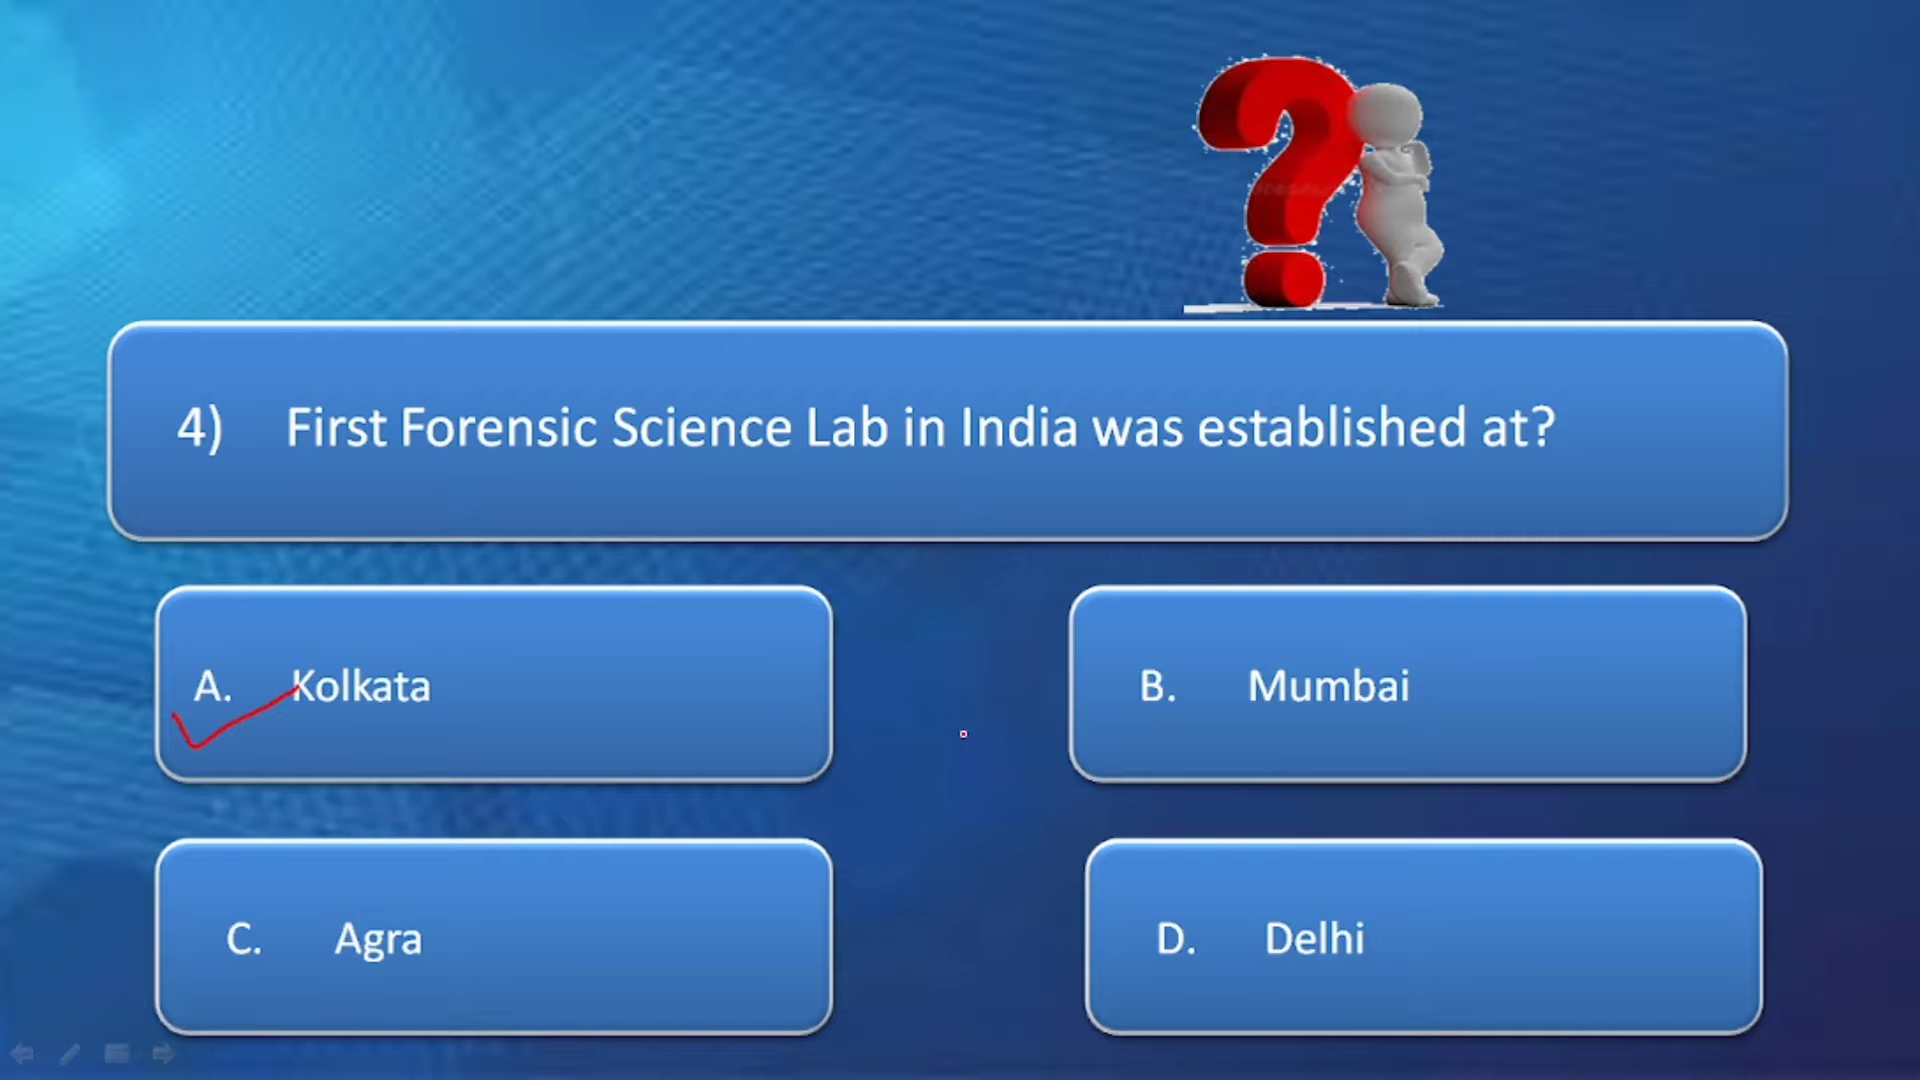 4) First Forensic Science Lab in India was established at?
A. Kolkata
B. Mumbai
C. Agra
D. Delhi